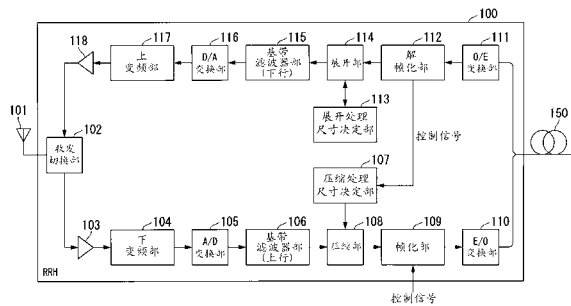 100
118
117
116
115
114
112
111
上
变频部
D/A
变换部
基带
滤波器部
(下行)
展开部
解
帧化部
O/E
变换部
101
102
收发
切换部
113
展开处理
尺寸决定部
控制信号
150
107
压缩处理
尺寸决定部
103
104
105
106
108
109
110
下
变频部
A/D
变换部
基带
滤波器部
(上行)
压缩部
帧化部
E/O
变换部
RRH
控制信号